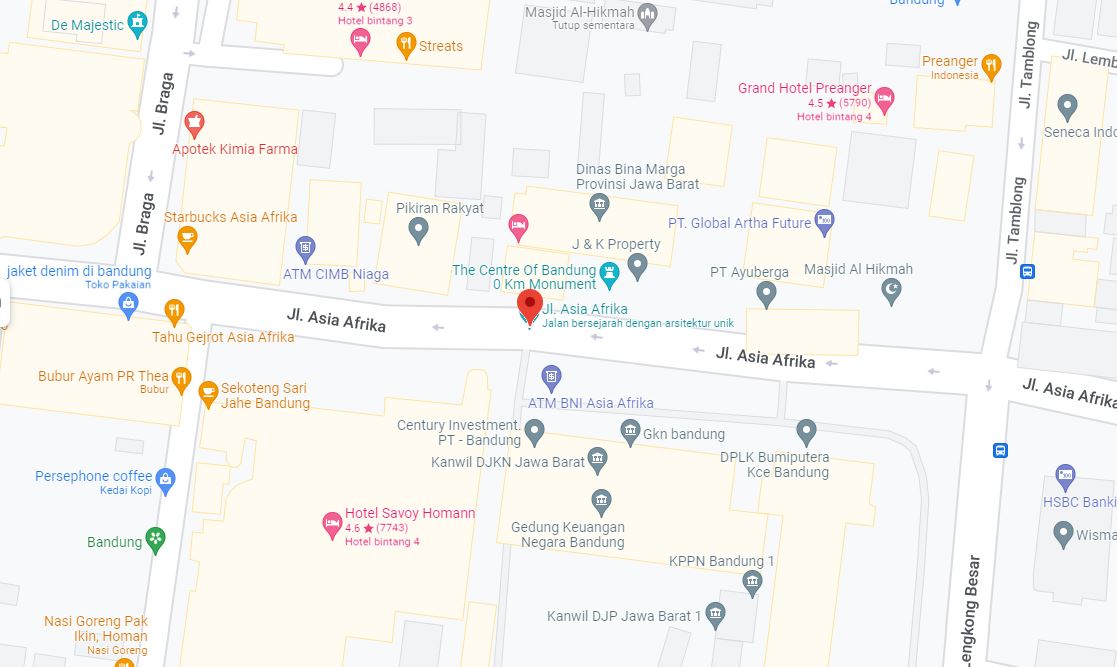 De Majestic
4.4 ★ (4868)
Hotel bintang 3
Streats
Masjid Al-Hikmah
Tutup sementara
Bandung
Jl. Braga
Jl. Tamblong
Jl. Lemb
Preanger
Indonesia
Grand Hotel Preanger
4.5 ★ (5790)
Hotel bintang 4
Seneca Indo
Apotek Kimia Farma
Dinas Bina Marga
Provinsi Jawa Barat
Jl. Braga
Starbucks Asia Afrika
Pikiran Rakyat
PT. Global Artha Future
Jl. Tamblong
J & K Property
jaket denim di bandung
Toko Pakaian
ATM CIMB Niaga
The Centre Of Bandung
0 Km Monument
PT Ayuberga
Masjid Al Hikmah
Jl. Asia Afrika
Jl. Asia Afrika
Jalan bersejarah dengan arsitektur unik
Tahu Gejrot Asia Afrika
Jl. Asia Afrika
Jl. Asia Afrika
Bubur Ayam PR Thea
Bubur
Sekoteng Sari
Jahe Bandung
ATM BNI Asia Afrika
Century Investment.
PT - Bandung
Gkn bandung
Kanwil DJKN Jawa Barat
DPLK Bumiputera
Kce Bandung
Persephone coffee
Kedai Kopi
Hotel Savoy Homann
4.6 ★ (7743)
Hotel bintang 4
Gedung Keuangan
Negara Bandung
HSBC Banki
Wisma
Bandung
KPPN Bandung 1
Kanwil DJP Jawa Barat 1
Lengkong Besar
Nasi Goreng Pak
Ikin, Homan
Nasi Goreng